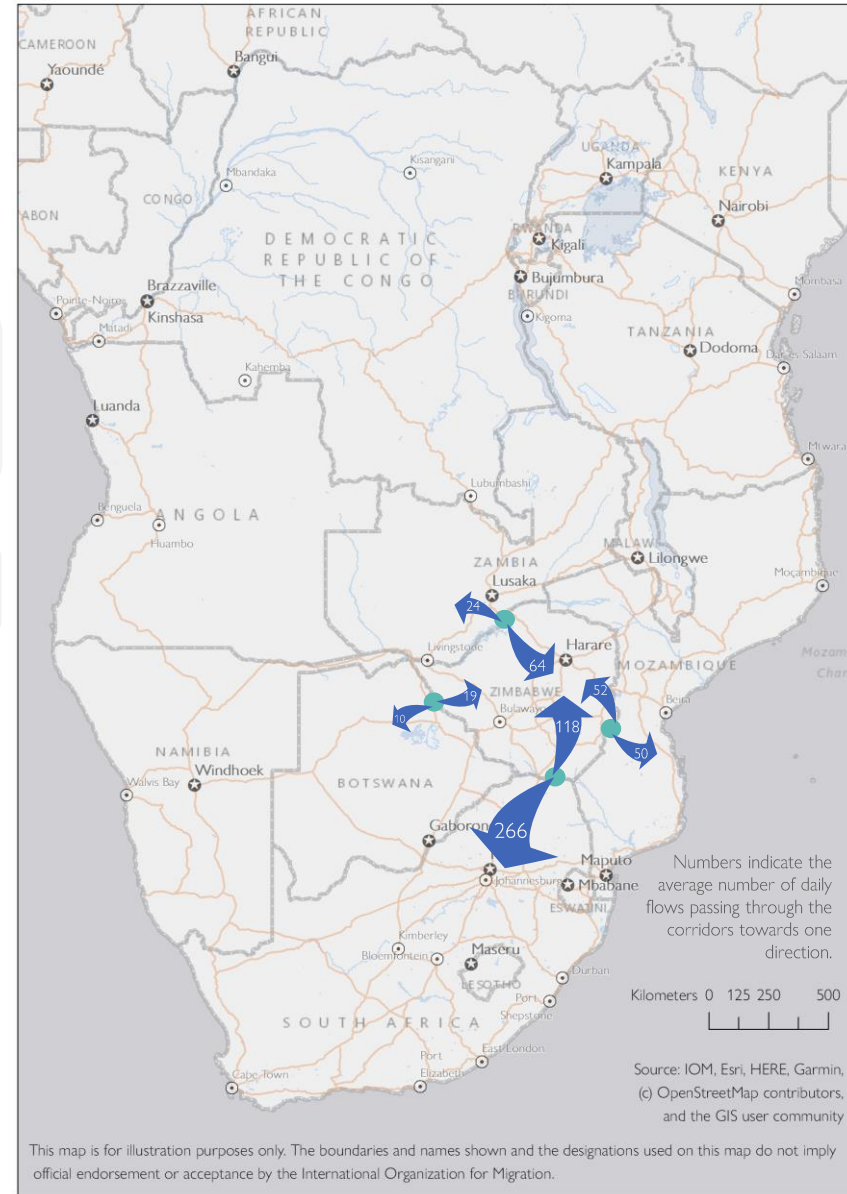 AFRICAN
REPUBLIC
CAMEROON
Bangui
Yaoundé
UGANDA
Kampala
KENYA
Kisangani
Mbandaka
CONGO
ABON
Nairobi
RWANDA
Kigali
DEMOCRATIC
REPUBLIC OF
THE CONGO
Bujumbura
BURUNDI
Mombasa
Brazzaville
Pointe-Noire
Kinshasa
Kigoma
TANZANIA
Matadi
Dodoma
Dar es Salaam
Kahemba
Luanda
Mtwara
Lubumbashi
Benguela
ANGOLA
Huambo
MALAWI
Lilongwe
ZAMBIA
Lusaka
Moçambique
24
Livingstone
Harare
64
MOZAMBIQUE
Mozam
Chan
52
19
ZIMBABWE
10
Bulawayo
Beira
118
50
NAMIBIA
Windhoek
Walvis Bay
BOTSWANA
266
Gaborone
Maputo
Johannesburg
Mbabane
ESWATINI
Numbers indicate the
average number of daily
flows passing through the
corridors towards one
direction.
Kimberley
Bloemfontein
Maseru
LESOTHO
Durban
Port
Shepstone
Kilometers 0 125 250 500
SOUTH AFRICA
East London
Port
Elizabeth
Cape Town
Source: IOM, Esri, HERE, Garmin,
(c) OpenStreetMap contributors,
and the GIS user community
This map is for illustration purposes only. The boundaries and names shown and the designations used on this map do not imply
official endorsement or acceptance by the International Organization for Migration.